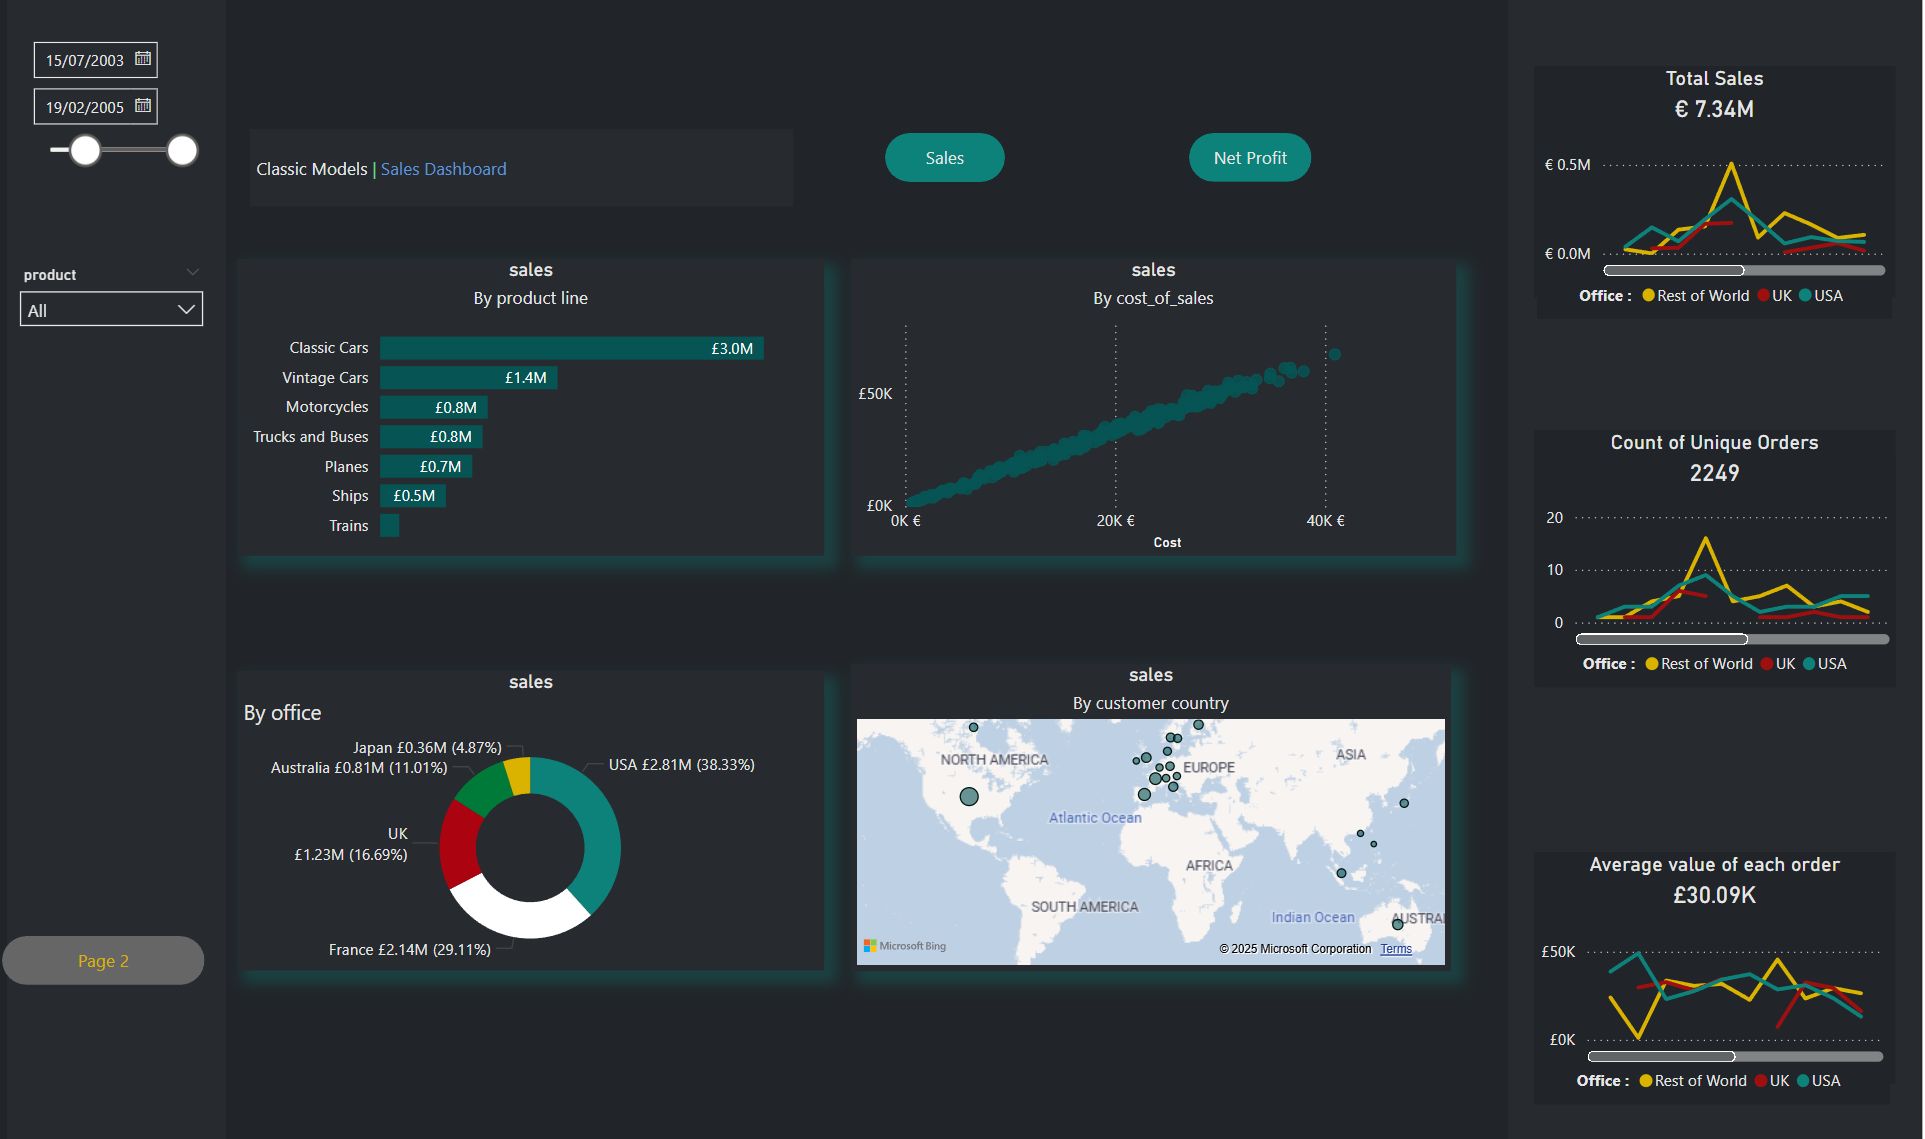 15/07/2003
19/02/2005
product
All
Page 2
Classic Models | Sales Dashboard
Sales
Net Profit
sales
By product line
Classic Cars £3.0M
Vintage Cars £1.4M
Motorcycles £0.8M
Trucks and Buses £0.8M
Planes £0.7M
Ships £0.5M
Trains
sales
By cost_of_sales
£50K
£0K
0K € 20K € 40K €
Cost
sales
By office
Japan £0.36M (4.87%)
Australia £0.81M (11.01%)
USA £2.81M (38.33%)
UK
£1.23M (16.69%)
France £2.14M (29.11%)
sales
By customer country
NORTH AMERICA
EUROPE
ASIA
Atlantic Ocean
AFRICA
SOUTH AMERICA
Indian Ocean
AUSTRA
Microsoft Bing
© 2025 Microsoft Corporation Terms
Total Sales
€ 7.34M
€ 0.5M
€ 0.0M
Office : Rest of World UK USA
Count of Unique Orders
2249
20
10
0
Office : Rest of World UK USA
Average value of each order
£30.09K
£50K
£0K
Office : Rest of World UK USA